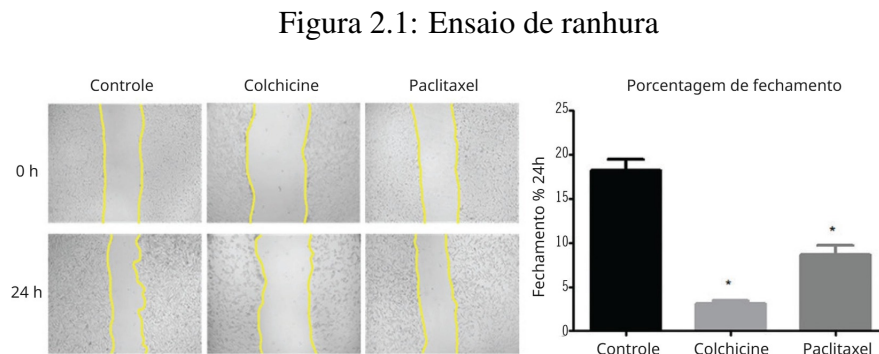 Figura 2.1: Ensaio de ranhura
Controle
Colchicine
Paclitaxel
0 h
24 h
Porcentagem de fechamento
Fechamento % 24h
25
20
15
10
5
0
*
*
Controle
Colchicine
Paclitaxel